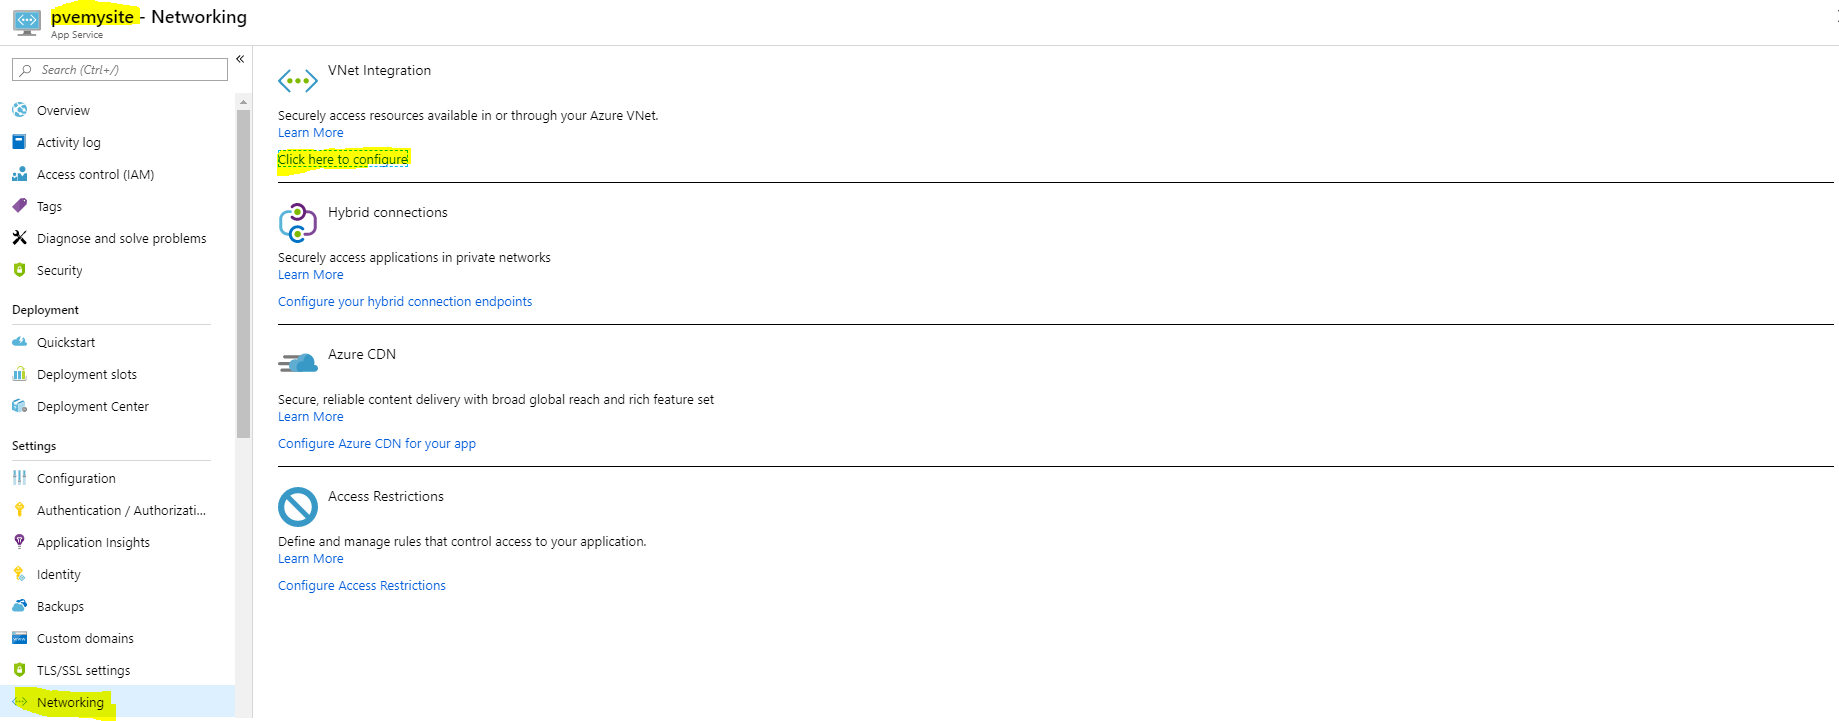 pvemysite - Networking
App Service
Search (Ctrl+/)
«
Overview
Activity log
Access control (IAM)
Tags
Diagnose and solve problems
Security
Deployment
Quickstart
Deployment slots
Deployment Center
Settings
Configuration
Authentication / Authorizati...
Application Insights
Identity
Backups
Custom domains
TLS/SSL settings
Networking
VNet Integration
Securely access resources available in or through your Azure VNet.
Learn More
Click here to configure
Hybrid connections
Securely access applications in private networks
Learn More
Configure your hybrid connection endpoints
Azure CDN
Secure, reliable content delivery with broad global reach and rich feature set
Learn More
Configure Azure CDN for your app
Access Restrictions
Define and manage rules that control access to your application.
Learn More
Configure Access Restrictions